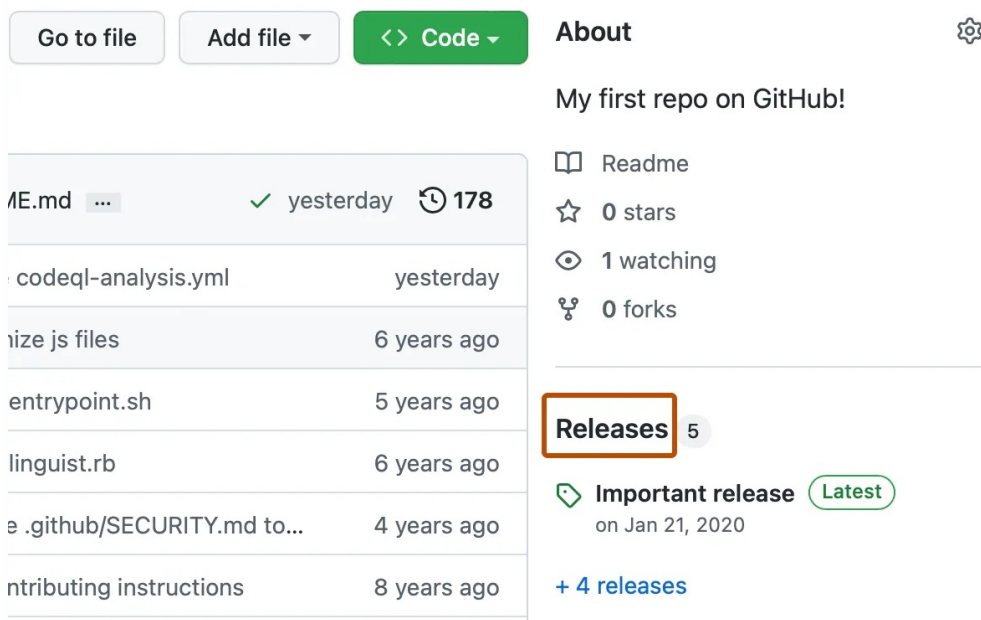 Go to file
Add file
Code
ME.md ... yesterday 178
codeql-analysis.yml yesterday
nize js files 6 years ago
entrypoint.sh 5 years ago
linguist.rb 6 years ago
e .github/SECURITY.md to... 4 years ago
ntributing instructions 8 years ago
About
My first repo on GitHub!
Readme
0 stars
1 watching
0 forks
Releases 5
Important release Latest
on Jan 21, 2020
+ 4 releases